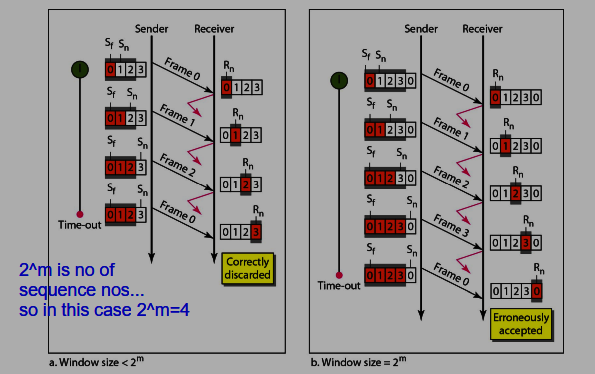 Sender Receiver
Sf Sn
0 1 2 3
Frame 0
Rn
0 1 2 3
Sf Sn
0 1 2 3
Frame 1
Rn
0 1 2 3
Sf Sn
0 1 2 3
Frame 2
Rn
0 1 2 3
Sf Sn
0 1 2 3
Frame 0
Rn
0 1 2 3
Time-out
Correctly
discarded
2^m is no of
sequence nos...
so in this case 2^m=4
a. Window size < 2m
Sender Receiver
Sf Sn
0 1 2 3 0
Frame 0
Rn
0 1 2 3 0
Sf Sn
0 1 2 3 0
Frame 1
Rn
0 1 2 3 0
Sf Sn
0 1 2 3 0
Frame 2
Rn
0 1 2 3 0
Sf Sn
0 1 2 3 0
Frame 3
Rn
0 1 2 3 0
Sf Sn
0 1 2 3 0
Frame 0
Rn
0 1 2 3 0
Time-out
Erroneously
accepted
b. Window size = 2m